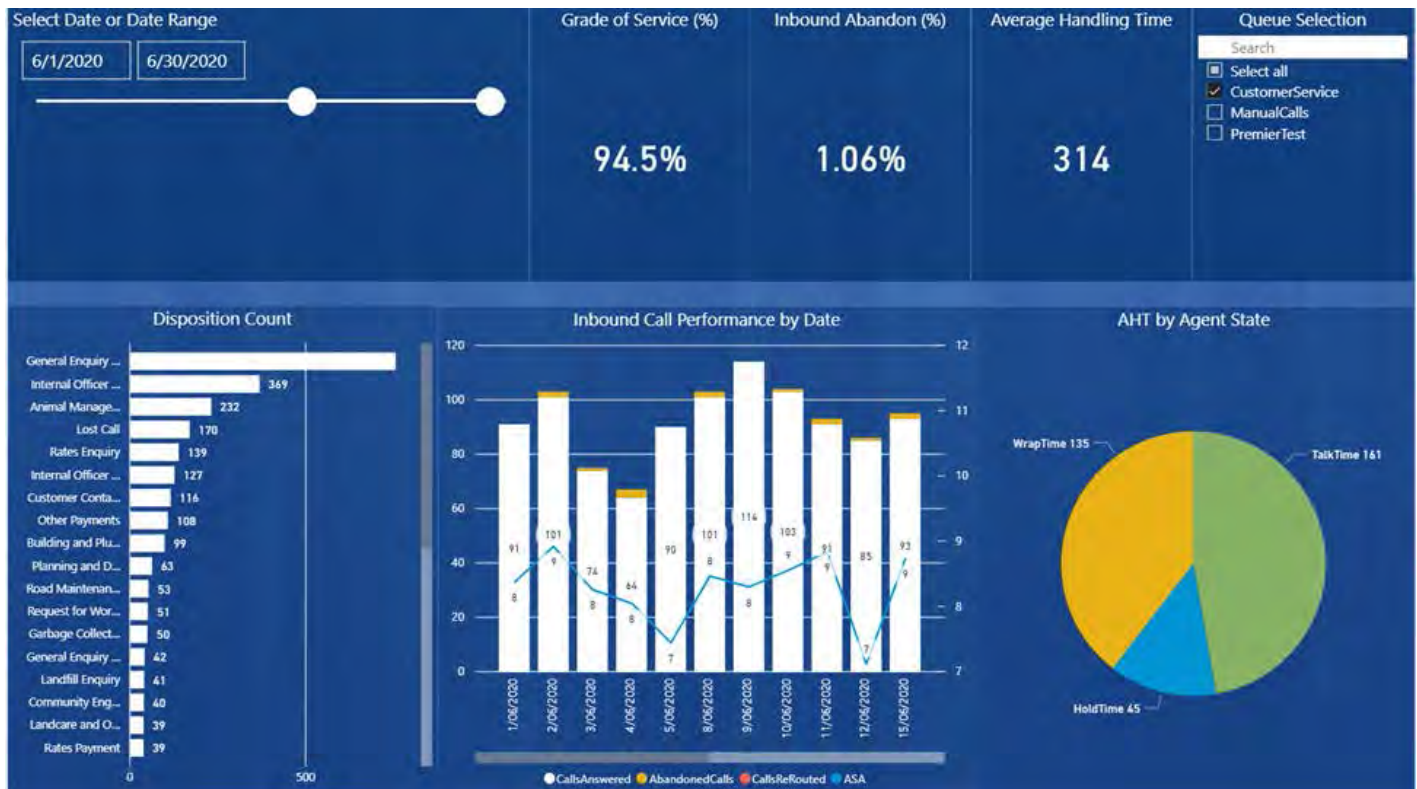 Select Date or Date Range
6/1/2020 6/30/2020
Grade of Service (%)
94.5%
Inbound Abandon (%)
1.06%
Average Handling Time
314
Queue Selection
Search
Select all
CustomerService
ManualCalls
PremierTest
Disposition Count
General Enquiry ...
Internal Officer ... 369
Animal Manage... 232
Lost Call 170
Rates Enquiry 139
Internal Officer ... 127
Customer Conta... 116
Other Payments 108
Building and Plu... 99
Planning and D... 63
Road Maintenan... 53
Request for Wor... 51
Garbage Collect... 50
General Enquiry ... 42
Landfill Enquiry 41
Community Eng... 40
Landcare and O... 39
Rates Payment 39
0 500
Inbound Call Performance by Date
120 12
100 11
80 10
60 9
40 8
20 7
0
91 101 74 64 90 101 114 103 91 85 93
8 9 8 8 7 8 8 9 9 7 9
1/06/2020 2/06/2020 3/06/2020 4/06/2020 5/06/2020 8/06/2020 9/06/2020 10/06/2020 11/06/2020 12/06/2020 15/06/2020
CallsAnswered AbandonedCalls CallsReRouted ASA
AHT by Agent State
WrapTime 135
TalkTime 161
HoldTime 45